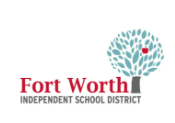 Fort Worth
INDEPENDENT SCHOOL DISTRICT